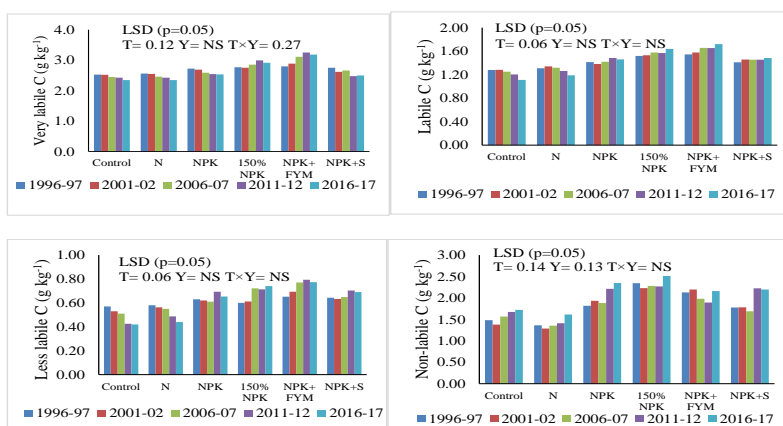 LSD (p=0.05)
T= 0.12 Y= NS T×Y= 0.27
Very labile C (g kg-1)
4.0
3.0
2.0
1.0
0.0
Control N NPK 150% NPK NPK+ FYM NPK+S
1996-97 2001-02 2006-07 2011-12 2016-17
LSD (p=0.05)
T= 0.06 Y= NS T×Y= NS
Labile C (g kg-1)
2.00
1.60
1.20
0.80
0.40
0.00
Control N NPK 150% NPK NPK+ FYM NPK+S
1996-97 2001-02 2006-07 2011-12 2016-17
LSD (p=0.05)
T= 0.06 Y= NS T×Y= NS
Less labile C (g kg-1)
1.00
0.80
0.60
0.40
0.20
0.00
Control N NPK 150% NPK NPK+ FYM NPK+S
1996-97 2001-02 2006-07 2011-12 2016-17
LSD (p=0.05)
T= 0.14 Y= 0.13 T×Y= NS
Non-labile C (g kg-1)
3.00
2.50
2.00
1.50
1.00
0.50
0.00
Control N NPK 150% NPK NPK+ FYM NPK+S
1996-97 2001-02 2006-07 2011-12 2016-17